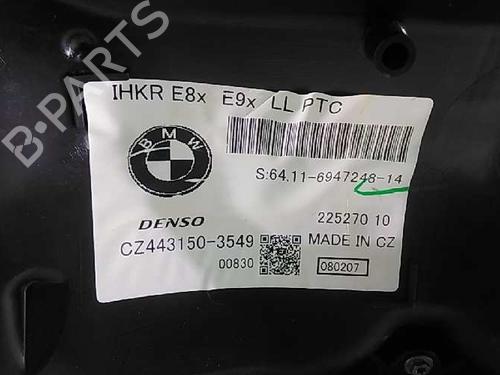 B-PARTS
IHKR E8x E9x LL PTC
BMW
S:64.11-6947248-14
DENSO
225270 10
CZ443150-3549
MADE IN CZ
00830
080207